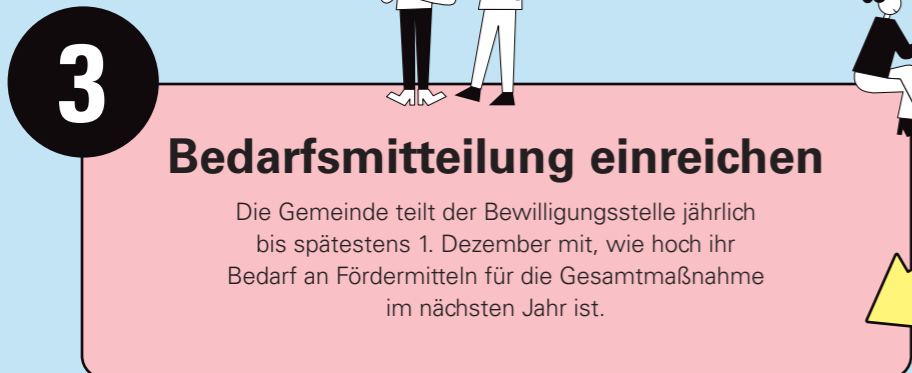 3
Bedarfsmitteilung einreichen
Die Gemeinde teilt der Bewilligungsstelle jährlich
bis spätestens 1. Dezember mit, wie hoch ihr
Bedarf an Fördermitteln für die Gesamtmaßnahme
im nächsten Jahr ist.